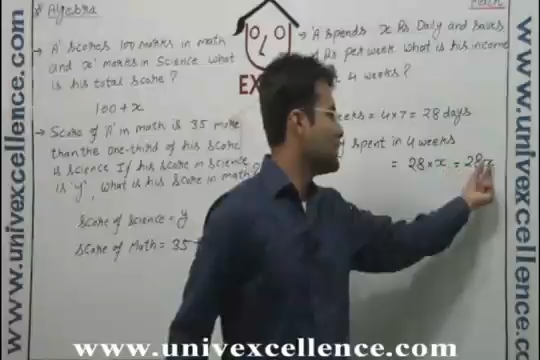 Algebra
Math
→ 'A' scores 100 marks in math
and 'x' marks in Science what
is his total score?
100 + x
→ Score of 'A' in math is 35 more
than the one-third of his score
is science If his score in science
is 'y', what is his score in math?
Score of Science = y
Score of Math = 35
→ 'A spends x Rs Daily and saves
Rs per week What is his income
4 weeks?
EX
eeks = 4 × 7 = 28 days
spent in 4 weeks
= 28 × x = 28x
www.univexcellence.com
www.univexcellence.com
www.univexcellence.com